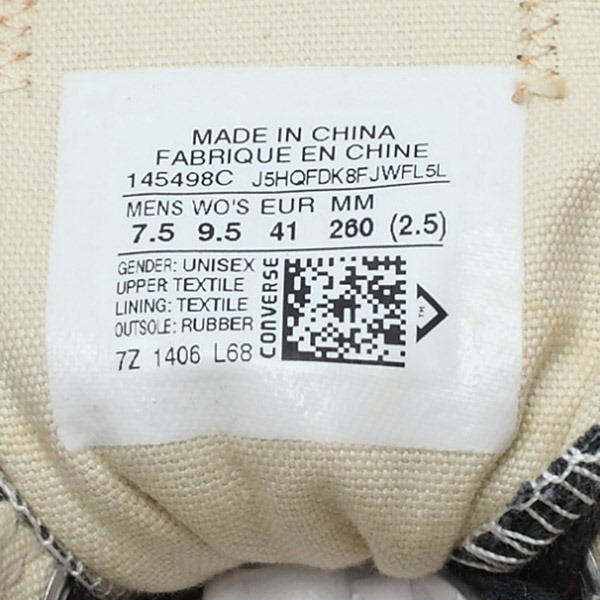 MADE IN CHINA
FABRIQUE EN CHINE
145498C J5HQFDK8FJWFL5L
MENS WO'S EUR MM
7.5 9.5 41 260 (2.5)
GENDER: UNISEX
UPPER: TEXTILE
LINING: TEXTILE
OUTSOLE: RUBBER
CONVERSE
TM
7Z 1406 L68